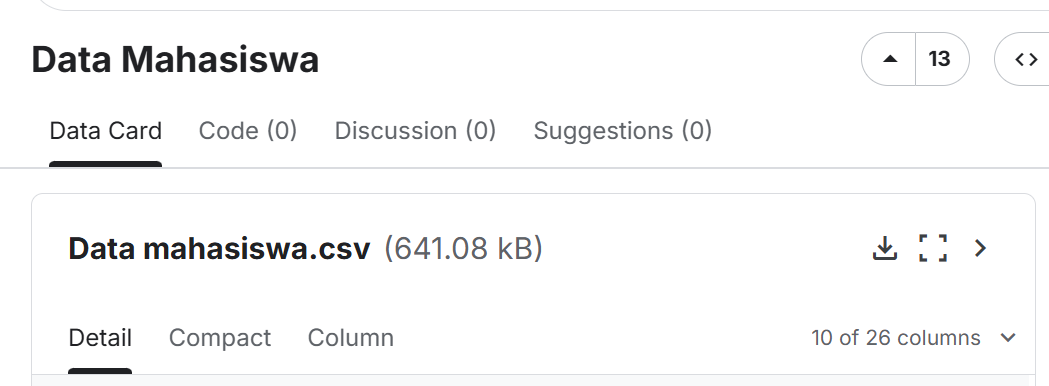 Data Mahasiswa
13
Data Card Code (0) Discussion (0) Suggestions (0)
Data mahasiswa.csv (641.08 kB)
Detail Compact Column 10 of 26 columns